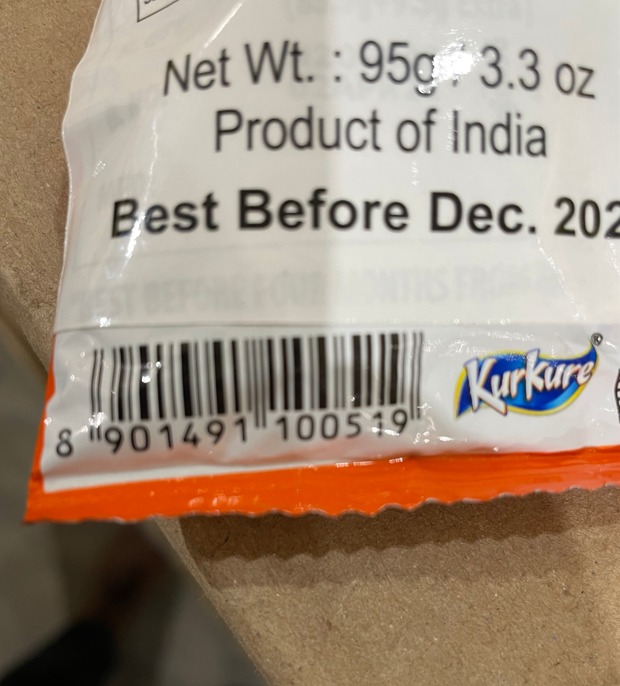 Net Wt. : 95g / 3.3 oz
Product of India
Best Before Dec. 202
8 901491 100519
Kurkure®